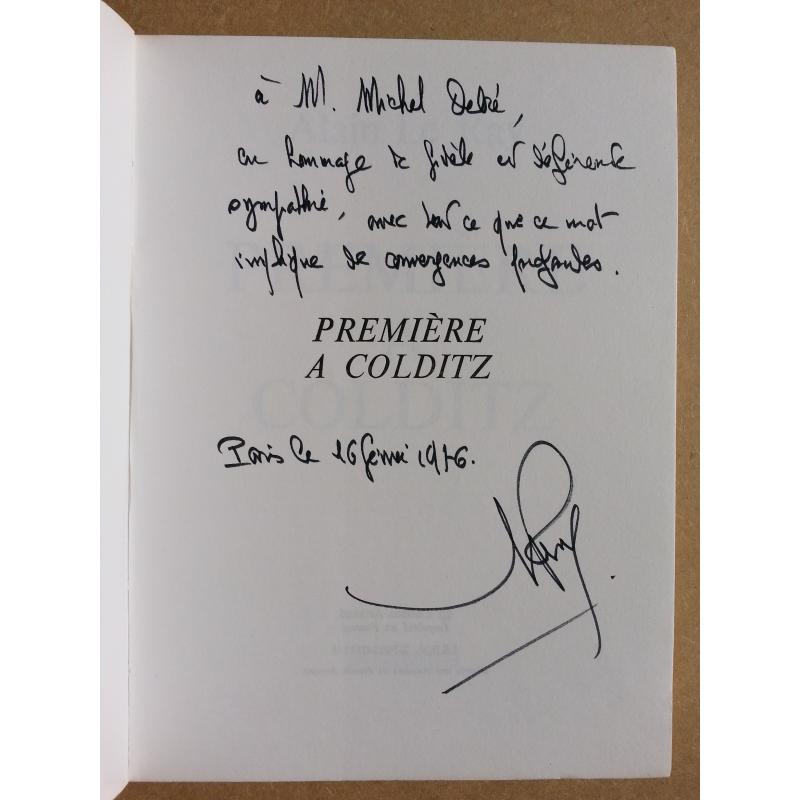 à M. Michel Debré,
en hommage de fidèle et déférente
sympathie, avec tout ce que ce mot
implique de convergences profondes.
PREMIÈRE
A COLDITZ
Paris le 16 février 1976.